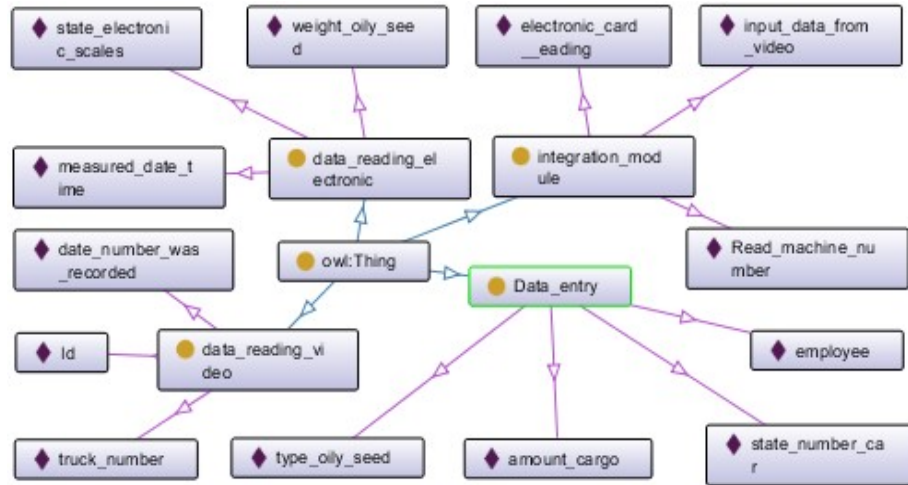 state_electroni
c_scales
weight_oily_see
d
electronic_card
__eading
input_data_from
_video
measured_date_t
ime
data_reading_el
ectronic
integration_mod
ule
date_number_was
_recorded
owl:Thing
Read_machine_nu
mber
Data_entry
Id
data_reading_vi
deo
employee
truck_number
type_oily_seed
amount_cargo
state_number_ca
r